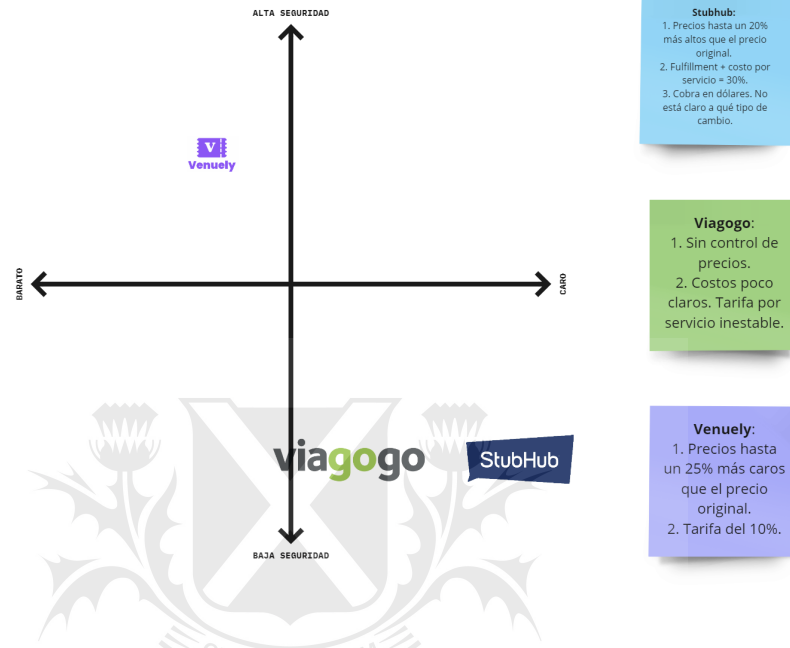 ALTA SEGURIDAD
V
Venuely
BARATO
CARO
viagogo
StubHub
BAJA SEGURIDAD
Stubhub:
1. Precios hasta un 20%
más altos que el precio
original.
2. Fulfillment + costo por
servicio = 30%.
3. Cobra en dólares. No
está claro a qué tipo de
cambio.
Viagogo:
1. Sin control de
precios.
2. Costos poco
claros. Tarifa por
servicio inestable.
Venuely:
1. Precios hasta
un 25% más caros
que el precio
original.
2. Tarifa del 10%.